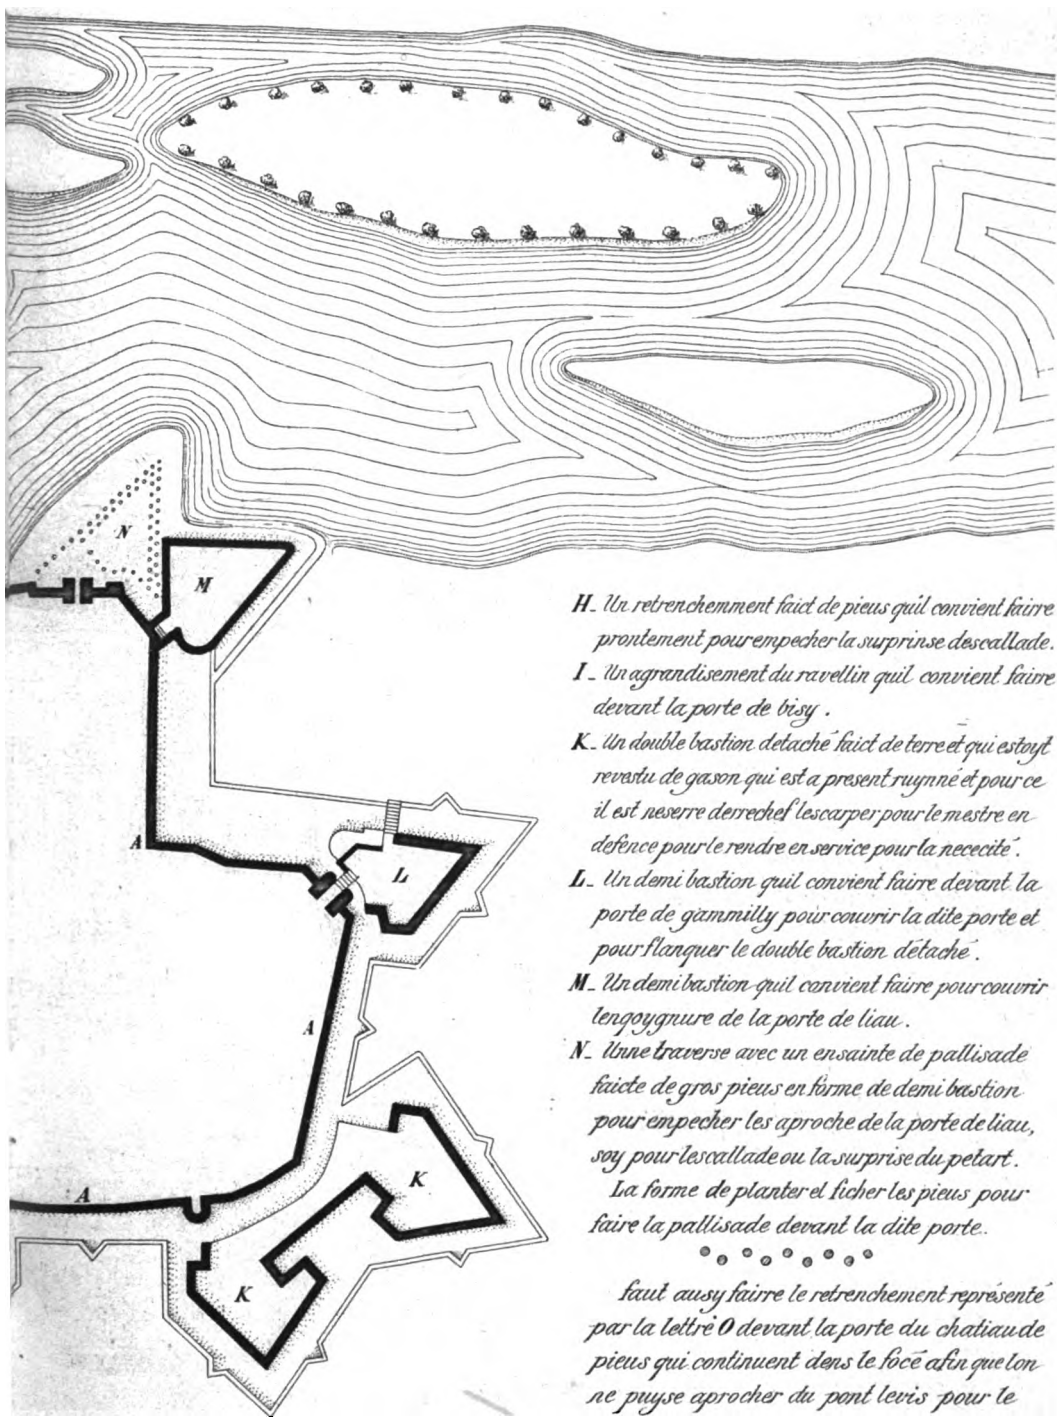 N
M
H_ Un retrenchemment faict de pieus quil convient fairre
prontement pour empecher la surprinse descallade.
I_ Un agrandisement du ravellin quil convient faire
devant la porte de bisy.
K_ Un double bastion detaché faict de terre et qui estoyt
revestu de gason qui est a present ruynné et pour ce
il est neserre derrechef lescarper pour le mestre en
defence pour le rendre en service pour la nececité.
A
L
L_ Un demi bastion quil convient faire devant la
porte de gammilly pour couvrir la dite porte et
pour flanquer le double bastion détaché.
M_ Un demi bastion quil convient faire pour couvrir
lengoygnure de la porte de liau.
A
N_ Unne traverse avec un ensainte de pallisade
faicte de gros pieus en forme de demi bastion
pour empecher les aproche de la porte de liau,
soy pour lescallade ou la surprise du petart.
K
A
La forme de planter et ficher les pieus pour
faire la pallisade devant la dite porte.
K
faut ausy fairre le retrenchement représenté
par la lettre O devant la porte du chatiau de
pieus qui continuent dens le focé afin que lon
ne puyse aprocher du pont levis pour le